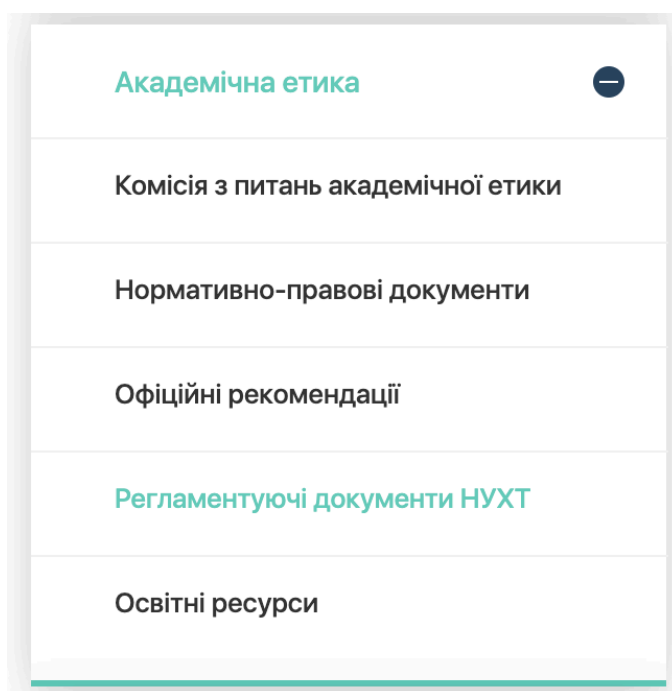 Академічна етика
Комісія з питань академічної етики
Нормативно-правові документи
Офіційні рекомендації
Регламентуючі документи НУХТ
Освітні ресурси